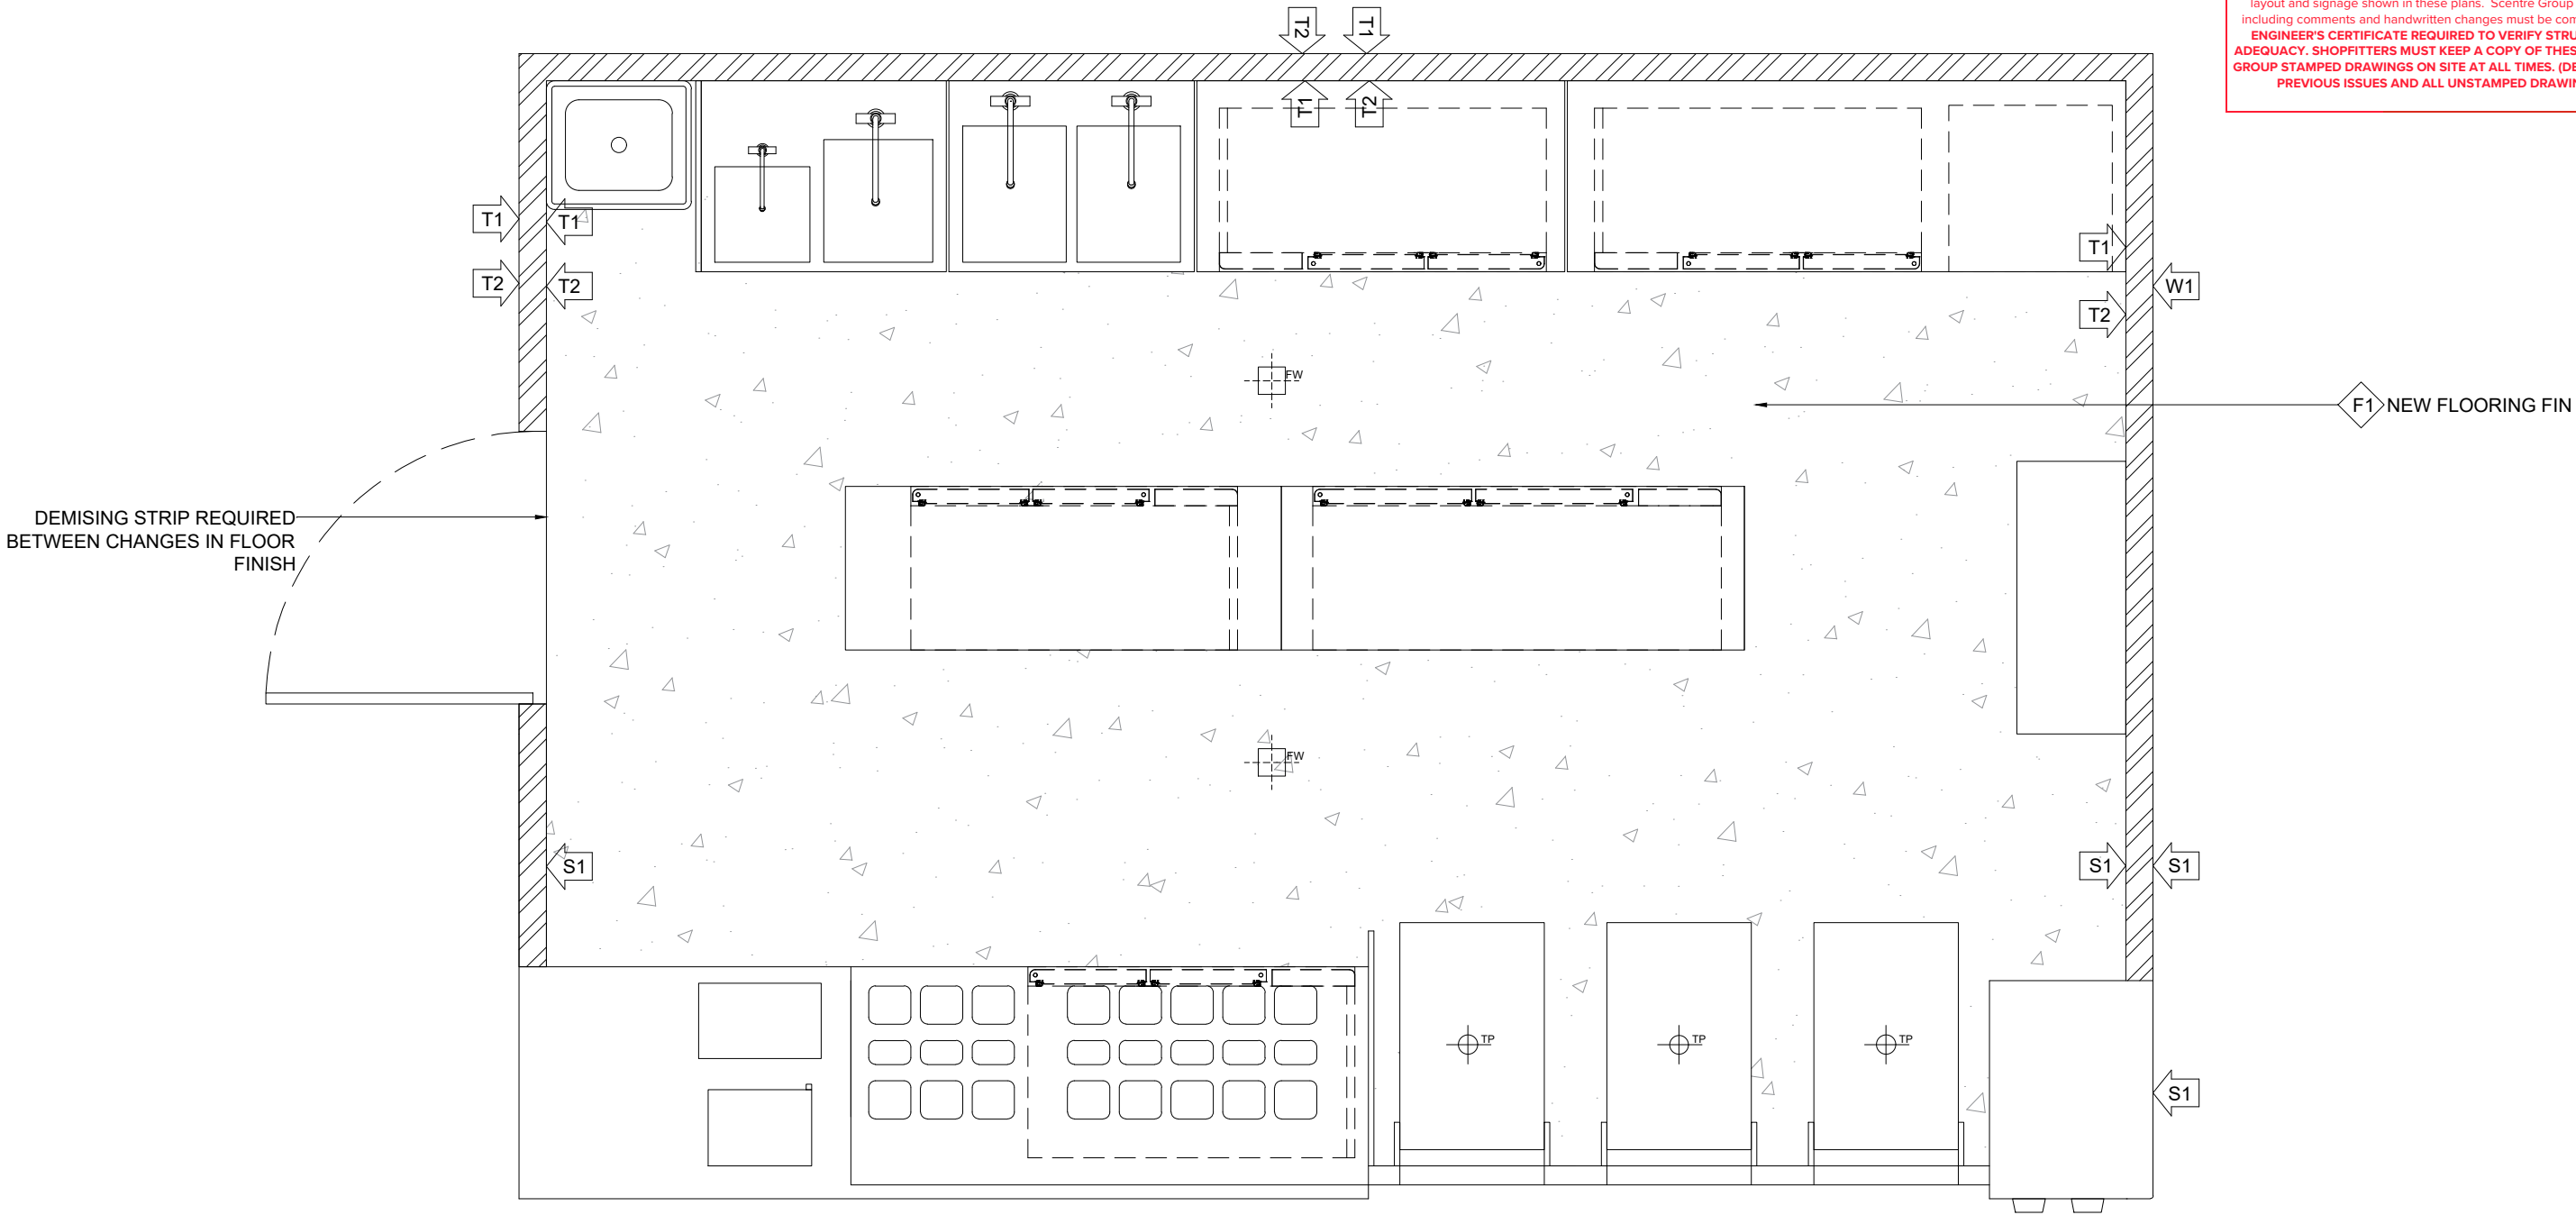 layout and signage shown in these plans. Scentre Group
including comments and handwritten changes must be com
ENGINEER'S CERTIFICATE REQUIRED TO VERIFY STRU
ADEQUACY. SHOPFITTERS MUST KEEP A COPY OF THES
GROUP STAMPED DRAWINGS ON SITE AT ALL TIMES. (DE
PREVIOUS ISSUES AND ALL UNSTAMPED DRAWIN
T2 T1
T1 T2
T1 T1
T1
T2 T2
W1
T2
FW
F1 NEW FLOORING FIN
DEMISING STRIP REQUIRED
BETWEEN CHANGES IN FLOOR
FINISH
FW
S1
S1 S1
TP TP TP
S1